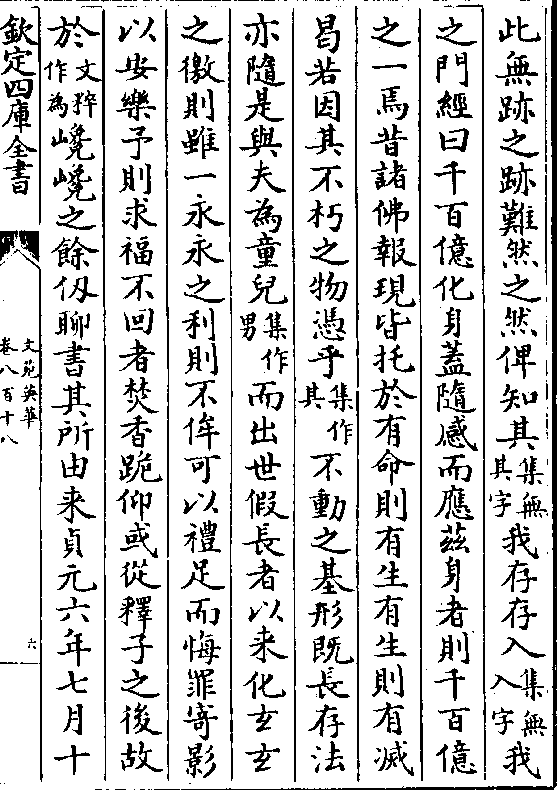 此無跡之跡難然之然俾知其集無其字我存存入集無入字我
之門經曰千百億化身蓋隨感而應茲身者則千百億
之一焉昔諸佛報現皆托於有命則有生有生則有滅
曷若因其不朽之物憑乎集作其不動之基形既長存法
亦隨是與夫為童兒集作男而出世假長者以来化玄玄
之徼則雖一永永之利則不侔可以禮足而悔罪寄影
以安樂予則求福不回者焚香跪仰或從釋子之後故
於文粹作為巉巉之餘仭聊書其所由来貞元六年七月十
欽定四庫全書
文苑英華
卷八百十八
六